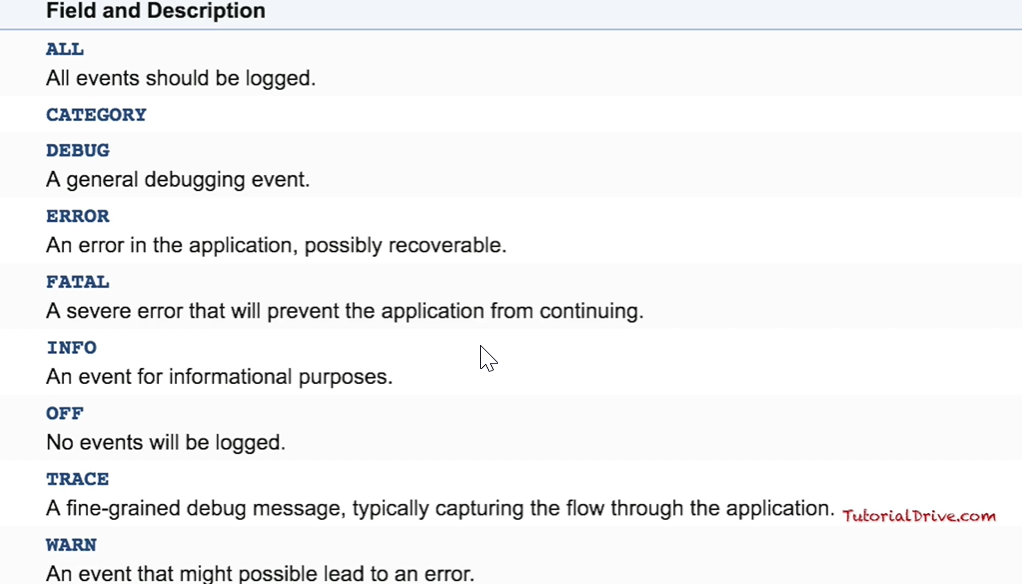 Field and Description
ALL
All events should be logged.
CATEGORY
DEBUG
A general debugging event.
ERROR
An error in the application, possibly recoverable.
FATAL
A severe error that will prevent the application from continuing.
INFO
An event for informational purposes.
OFF
No events will be logged.
TRACE
A fine-grained debug message, typically capturing the flow through the application.
TutorialDrive.com
WARN
An event that might possible lead to an error.